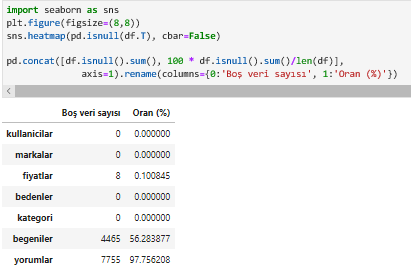 import seaborn as sns
plt.figure(figsize=(8,8))
sns.heatmap(pd.isnull(df.T), cbar=False)
pd.concat([df.isnull().sum(), 100 * df.isnull().sum()/len(df)],
axis=1).rename(columns={0:'Boş veri sayısı', 1:'Oran (%)'})
Boş veri sayısı Oran (%)
kullanicilar 0 0.000000
markalar 0 0.000000
fiyatlar 8 0.100845
bedenler 0 0.000000
kategori 0 0.000000
begeniler 4465 56.283877
yorumlar 7755 97.756208